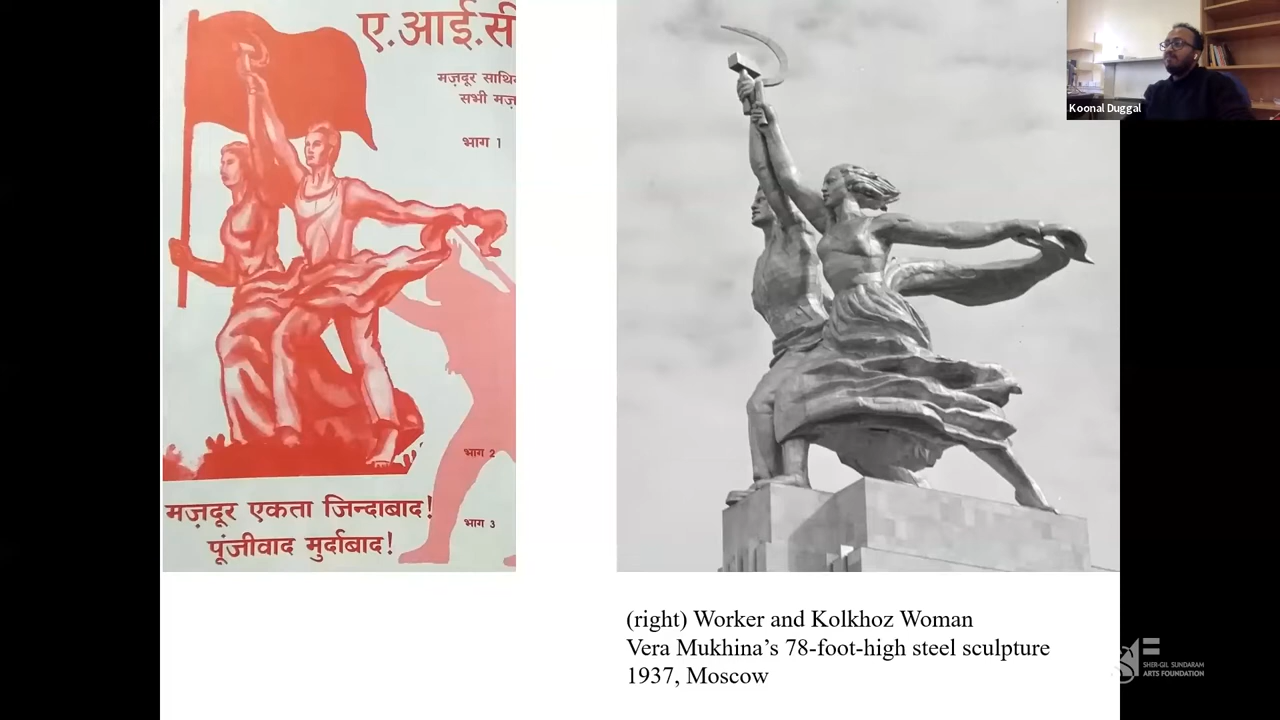 ए.आई.सी
मज़दूर साथि
सभी मज़
भाग 1
भाग 2
भाग 3
मज़दूर एकता जिन्दाबाद!
पूंजीवाद मुर्दाबाद!
(right) Worker and Kolkhoz Woman
Vera Mukhina’s 78-foot-high steel sculpture
1937, Moscow
Koonal Duggal
SHER-GIL SUNDARAM
ARTS FOUNDATION